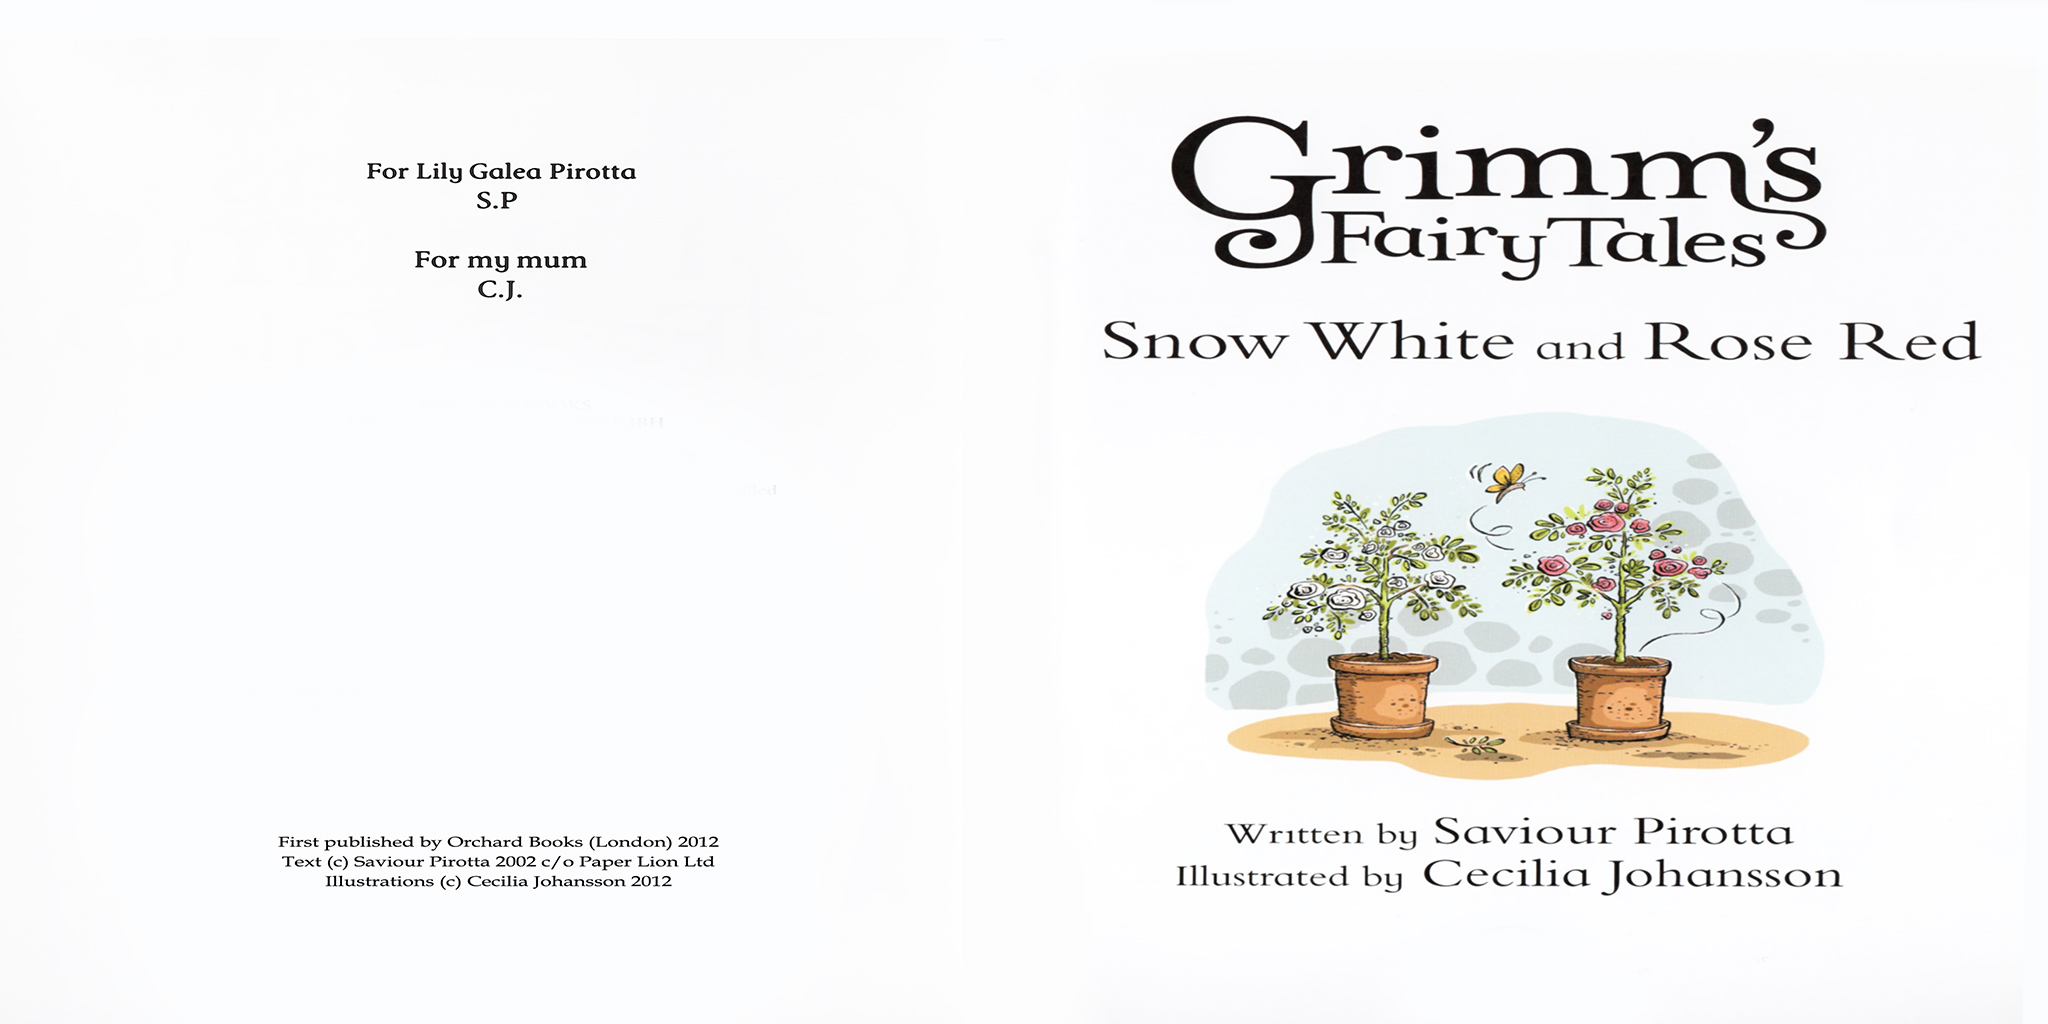 For Lily Galea Pirotta
S.P
For my mum
C.J.
First published by Orchard Books (London) 2012
Text (c) Saviour Pirotta 2002 c/o Paper Lion Ltd
Illustrations (c) Cecilia Johansson 2012
Grimm's
Fairy Tales
Snow White and Rose Red
Written by Saviour Pirotta
Illustrated by Cecilia Johansson